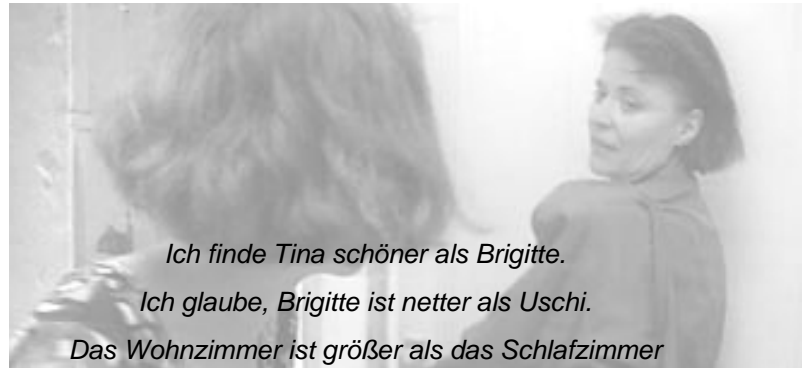 Ich finde Tina schöner als Brigitte.
Ich glaube, Brigitte ist netter als Uschi.
Das Wohnzimmer ist größer als das Schlafzimmer